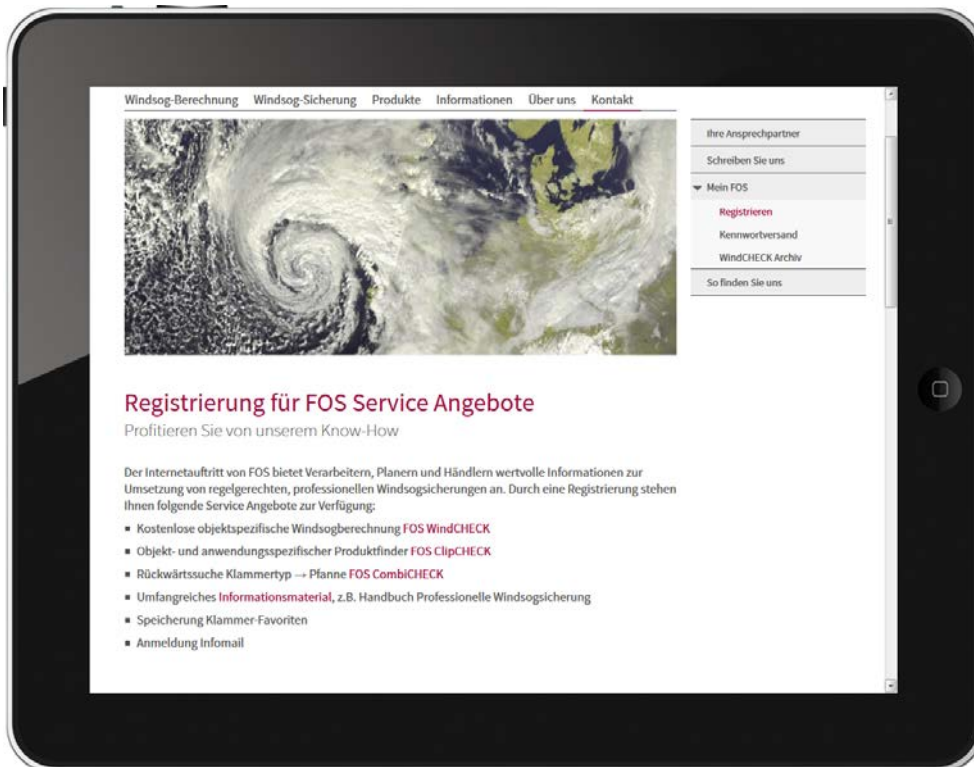 Windsog-Berechnung Windsog-Sicherung Produkte Informationen Über uns Kontakt
Ihre Ansprechpartner
Schreiben Sie uns
Mein FOS
Registrieren
Kennwortversand
WindCHECK Archiv
So finden Sie uns
Registrierung für FOS Service Angebote
Profitieren Sie von unserem Know-How
Der Internetauftritt von FOS bietet Verarbeitern, Planern und Händlern wertvolle Informationen zur
Umsetzung von regelgerechten, professionellen Windsogsicherungen an. Durch eine Registrierung stehen
Ihnen folgende Service Angebote zur Verfügung:
▪ Kostenlose objektspezifische Windsogberechnung FOS WindCHECK
▪ Objekt- und anwendungsspezifischer Produktfinder FOS ClipCHECK
▪ Rückwärtssuche Klammertyp → Pfanne FOS CombiCHECK
▪ Umfangreiches Informationsmaterial, z.B. Handbuch Professionelle Windsogsicherung
▪ Speicherung Klammer-Favoriten
▪ Anmeldung Infomail